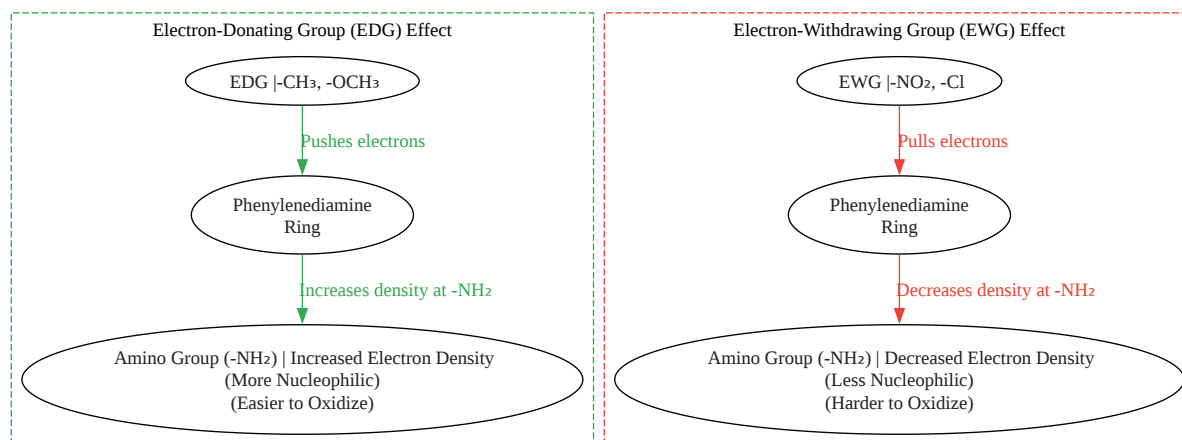 Electron-Donating Group (EDG) Effect
EDG |-CH₃, -OCH₃
Pushes electrons
Phenylenediamine
Ring
Increases density at -NH₂
Amino Group (-NH₂) | Increased Electron Density
(More Nucleophilic)
(Easier to Oxidize)
Electron-Withdrawing Group (EWG) Effect
EWG |-NO₂, -Cl
Pulls electrons
Phenylenediamine
Ring
Decreases density at -NH₂
Amino Group (-NH₂) | Decreased Electron Density
(Less Nucleophilic)
(Harder to Oxidize)